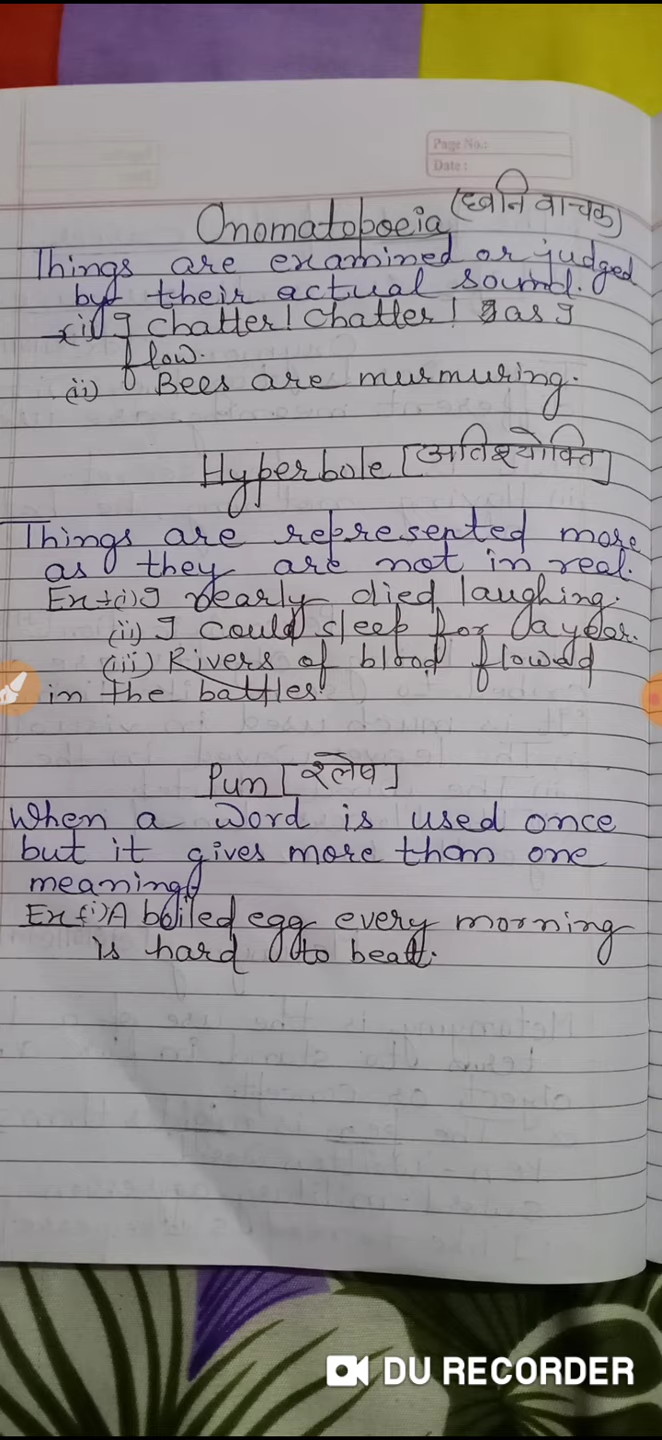 Page No.:
Date:
Onomatopoeia (ध्वनि वाचक)
Things are examined or judged
by their actual sound.
(i) I chatter! Chatter! as I
flow.
(ii) Bees are murmuring.
Hyperbole [अतिश्योक्ति]
Things are represented more
as they are not in real.
Ex→(i) I nearly died laughing.
(ii) I could sleep for a year.
(iii) Rivers of blood flowed
in the battles
Pun [श्लेष]
When a word is used once
but it gives more than one
meaning
Ex→(i) A boiled egg every morning
is hard to beat.
DU RECORDER